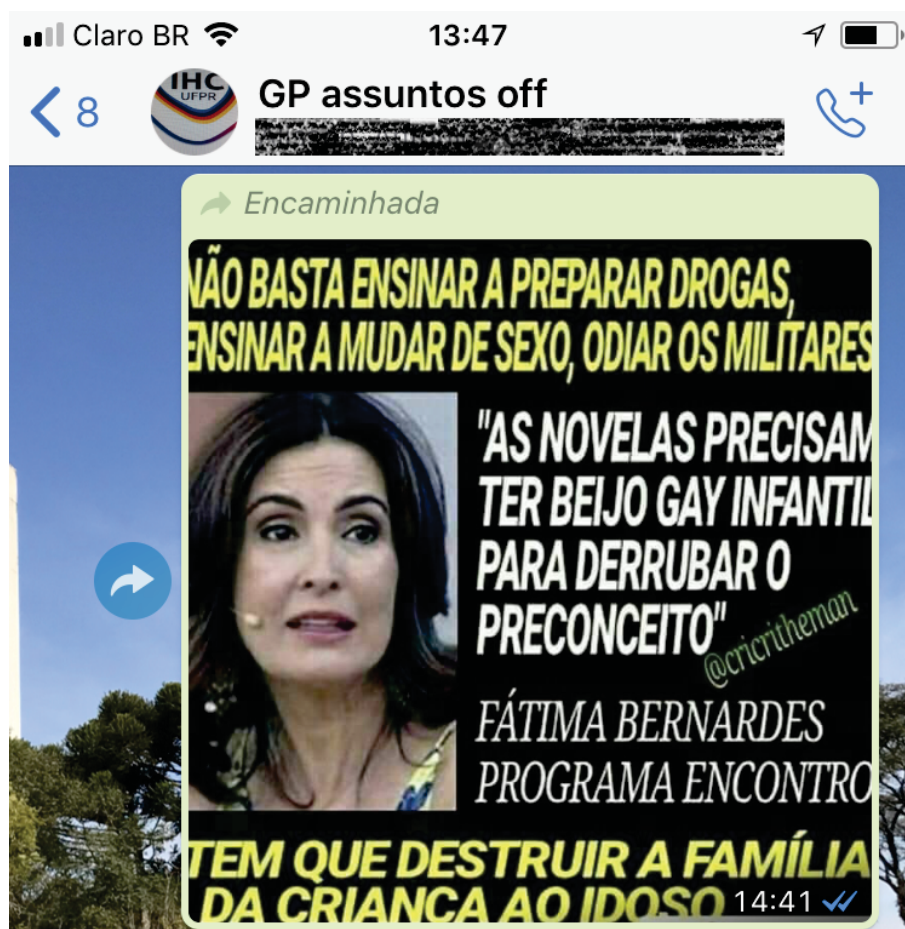 Claro BR 13:47
8
IHC
UFPR
GP assuntos off
Encaminhada
NÃO BASTA ENSINAR A PREPARAR DROGAS,
ENSINAR A MUDAR DE SEXO, ODIAR OS MILITARES
"AS NOVELAS PRECISAM
TER BEIJO GAY INFANTIL
PARA DERRUBAR O
PRECONCEITO"
@cricritheman
FÁTIMA BERNARDES
PROGRAMA ENCONTRO
TEM QUE DESTRUIR A FAMÍLIA
DA CRIANÇA AO IDOSO
14:41